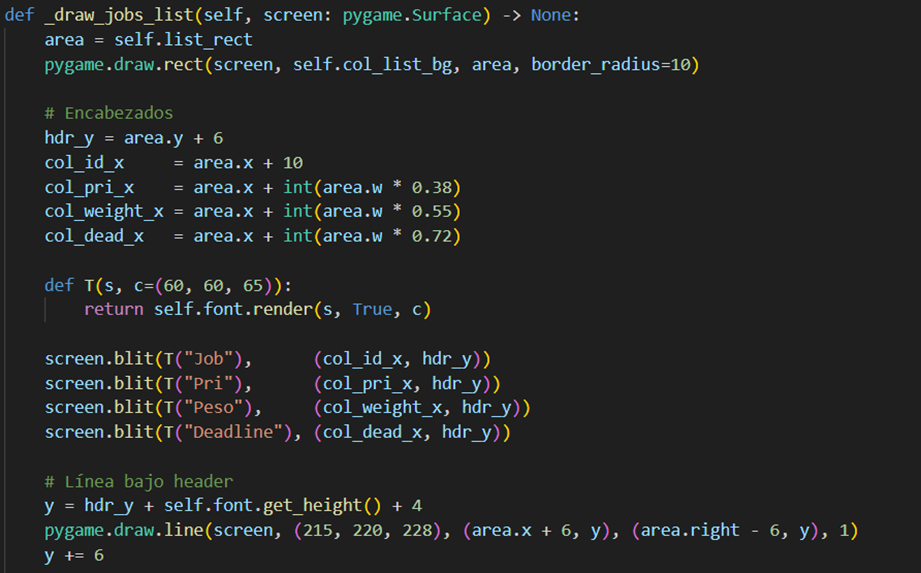 def _draw_jobs_list(self, screen: pygame.Surface) -> None:
    area = self.list_rect
    pygame.draw.rect(screen, self.col_list_bg, area, border_radius=10)

    # Encabezados
    hdr_y = area.y + 6
    col_id_x     = area.x + 10
    col_pri_x    = area.x + int(area.w * 0.38)
    col_weight_x = area.x + int(area.w * 0.55)
    col_dead_x   = area.x + int(area.w * 0.72)

    def T(s, c=(60, 60, 65)):
        return self.font.render(s, True, c)

    screen.blit(T("Job"),      (col_id_x, hdr_y))
    screen.blit(T("Pri"),      (col_pri_x, hdr_y))
    screen.blit(T("Peso"),     (col_weight_x, hdr_y))
    screen.blit(T("Deadline"), (col_dead_x, hdr_y))

    # Línea bajo header
    y = hdr_y + self.font.get_height() + 4
    pygame.draw.line(screen, (215, 220, 228), (area.x + 6, y), (area.right - 6, y), 1)
    y += 6